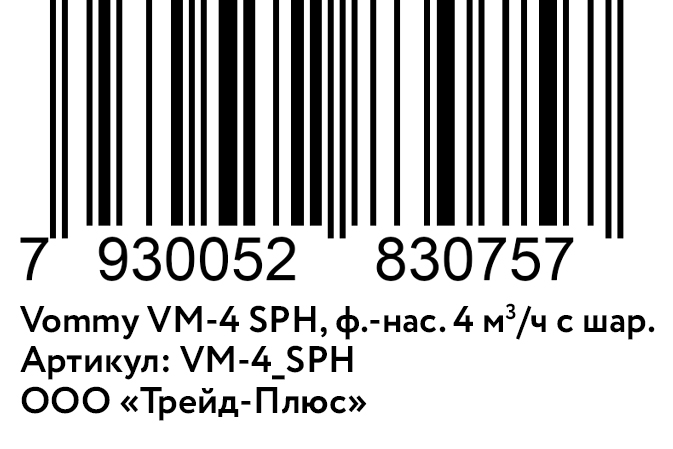 7 930052 830757
Vommy VM-4 SPH, ф.-нас. 4 м³/ч с шар.
Артикул: VM-4_SPH
ООО «Трейд-Плюс»